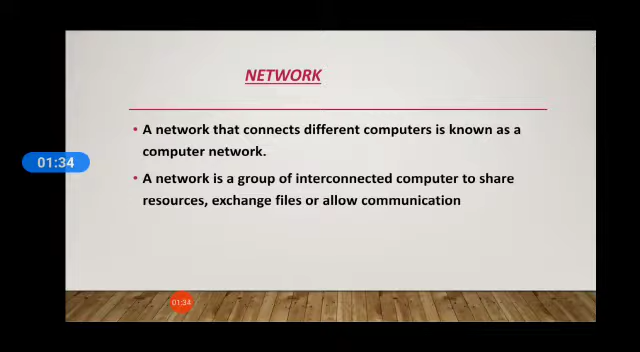 NETWORK
• A network that connects different computers is known as a
computer network.
01:34
• A network is a group of interconnected computer to share
resources, exchange files or allow communication
01:34